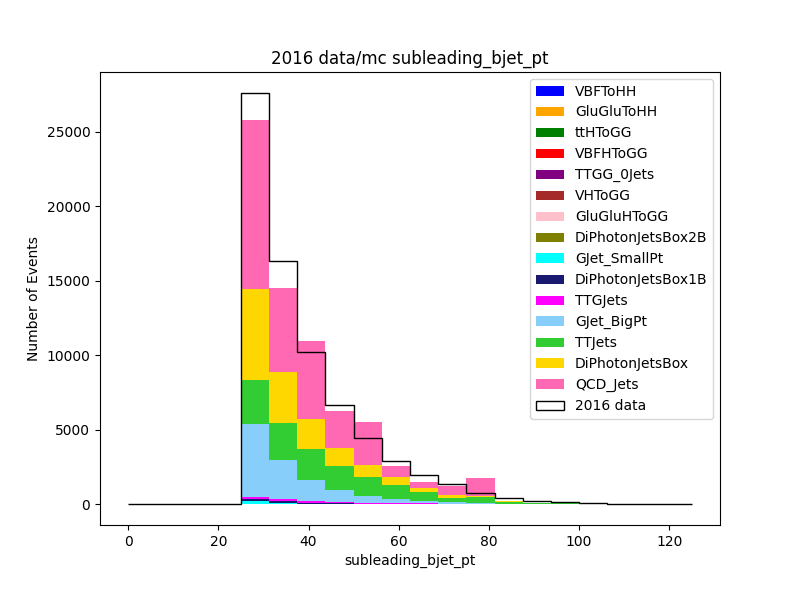 2016 data/mc subleading_bjet_pt
VBFToHH
GluGluToHH
ttHToGG
VBFHToGG
TTGG_0Jets
VHToGG
GluGluHToGG
DiPhotonJetsBox2B
GJet_SmallPt
DiPhotonJetsBox1B
TTGJets
GJet_BigPt
TTJets
DiPhotonJetsBox
QCD_Jets
2016 data
Number of Events
25000
20000
15000
10000
5000
0
0 20 40 60 80 100 120
subleading_bjet_pt